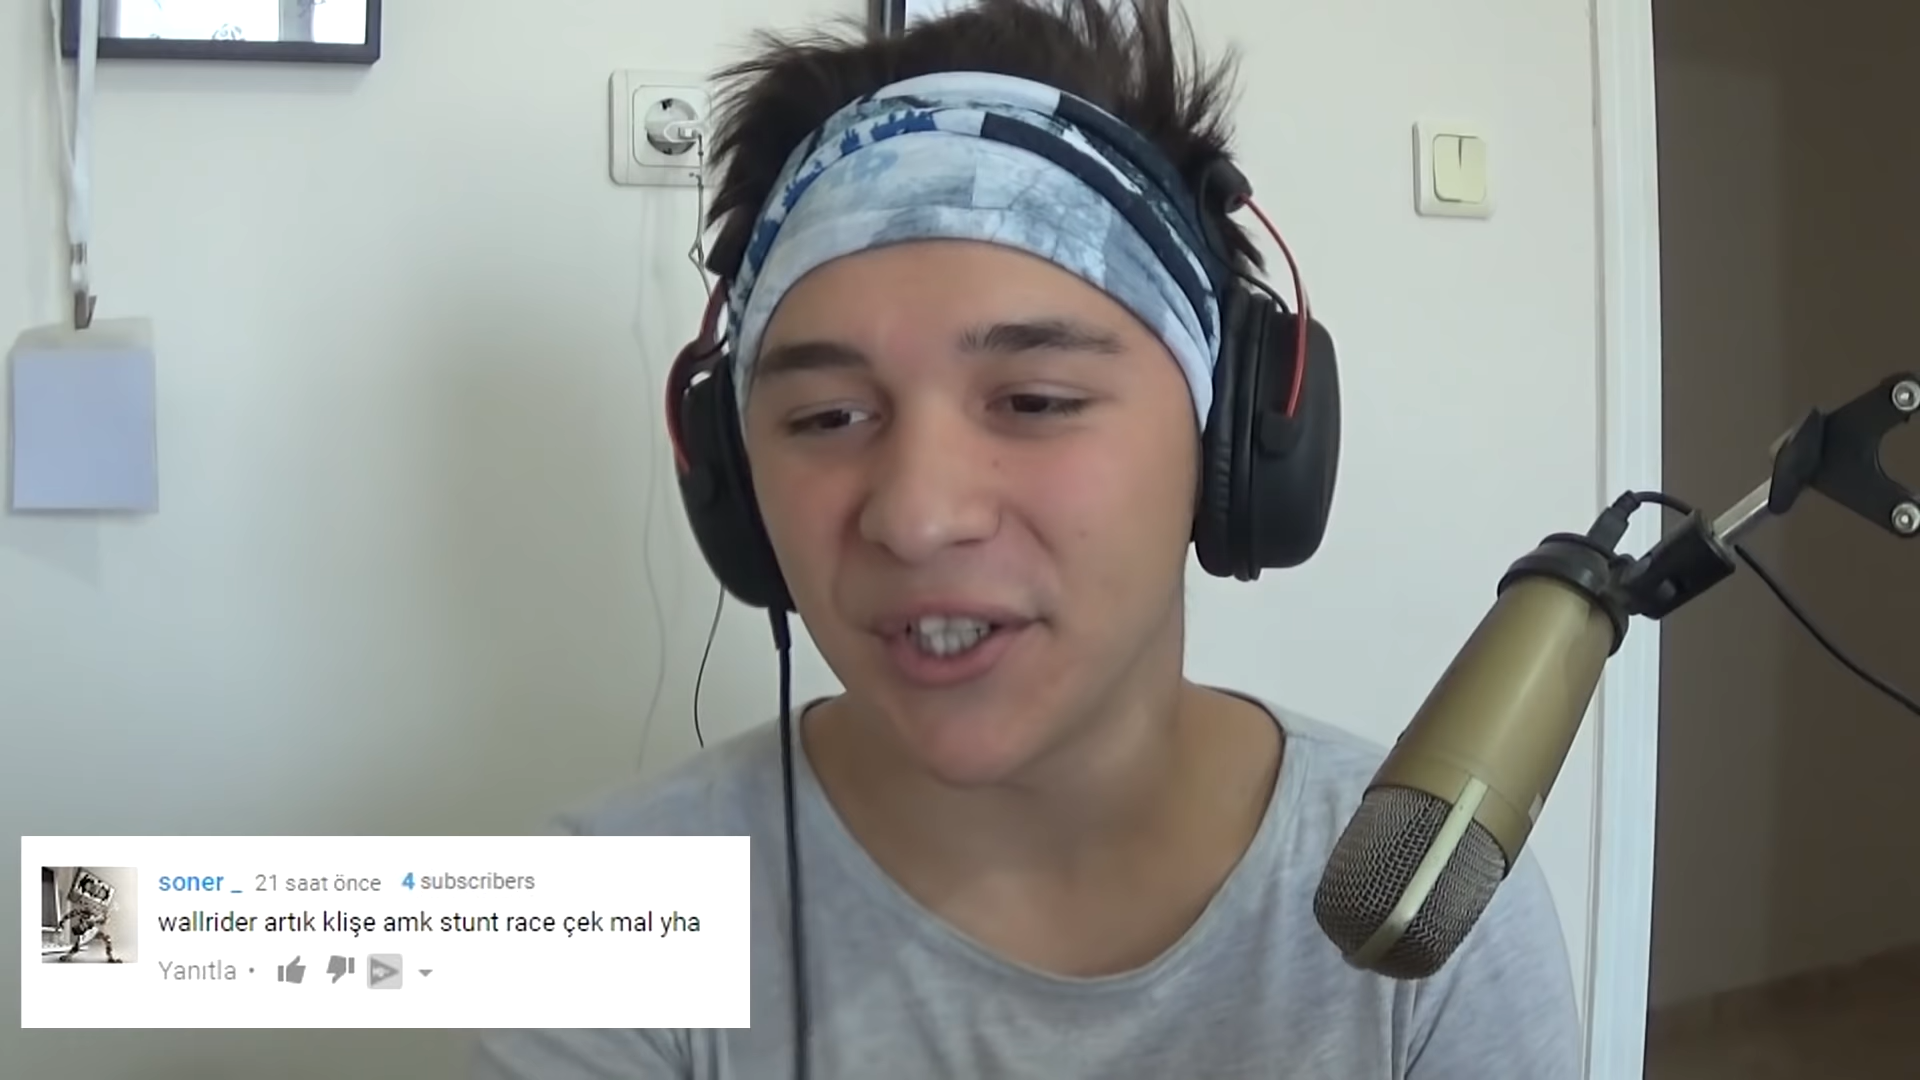 soner _ 21 saat önce 4 subscribers
wallrider artık klişe amk stunt race çek mal yha
Yanıtla •